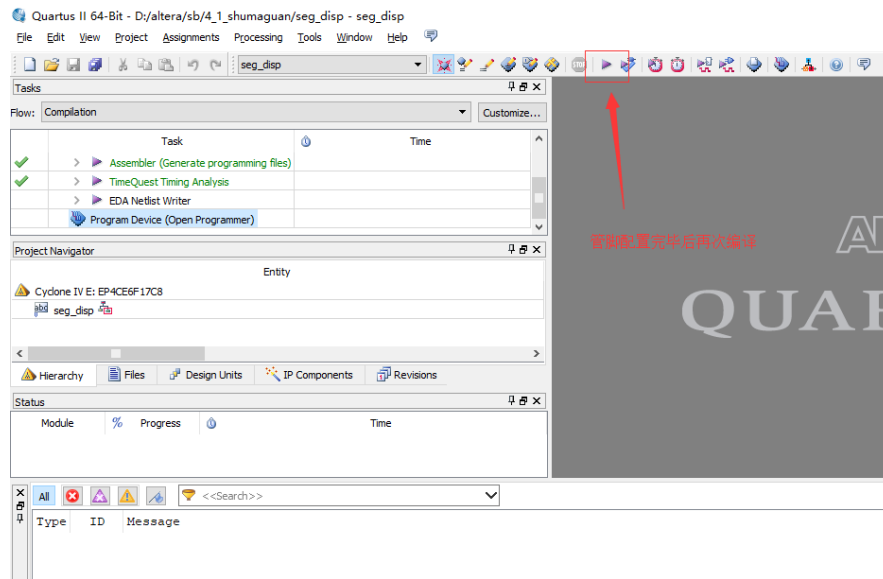 Quartus II 64-Bit - D:/altera/sb/4_1_shumaguan/seg_disp - seg_disp
File Edit View Project Assignments Processing Tools Window Help
seg_disp
STOP
Tasks
Flow: Compilation Customize...
Task Time
Assembler (Generate programming files)
TimeQuest Timing Analysis
EDA Netlist Writer
Program Device (Open Programmer)
管脚配置完毕后再次编译
Project Navigator
Entity
Cyclone IV E: EP4CE6F17C8
abd seg_disp
QUAR
Hierarchy Files Design Units IP Components Revisions
Status
Module % Progress Time
All <<Search>>
Type ID Message